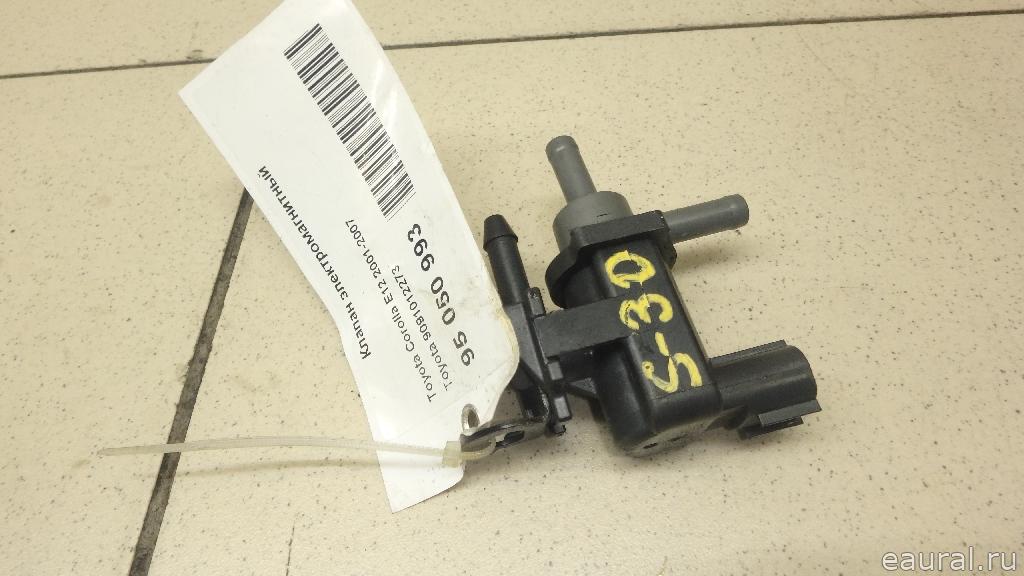 Клапан электромагнитный
Toyota Corolla E12 2001-2007
Toyota 9091012273
95 050 993
S-30
eaural.ru